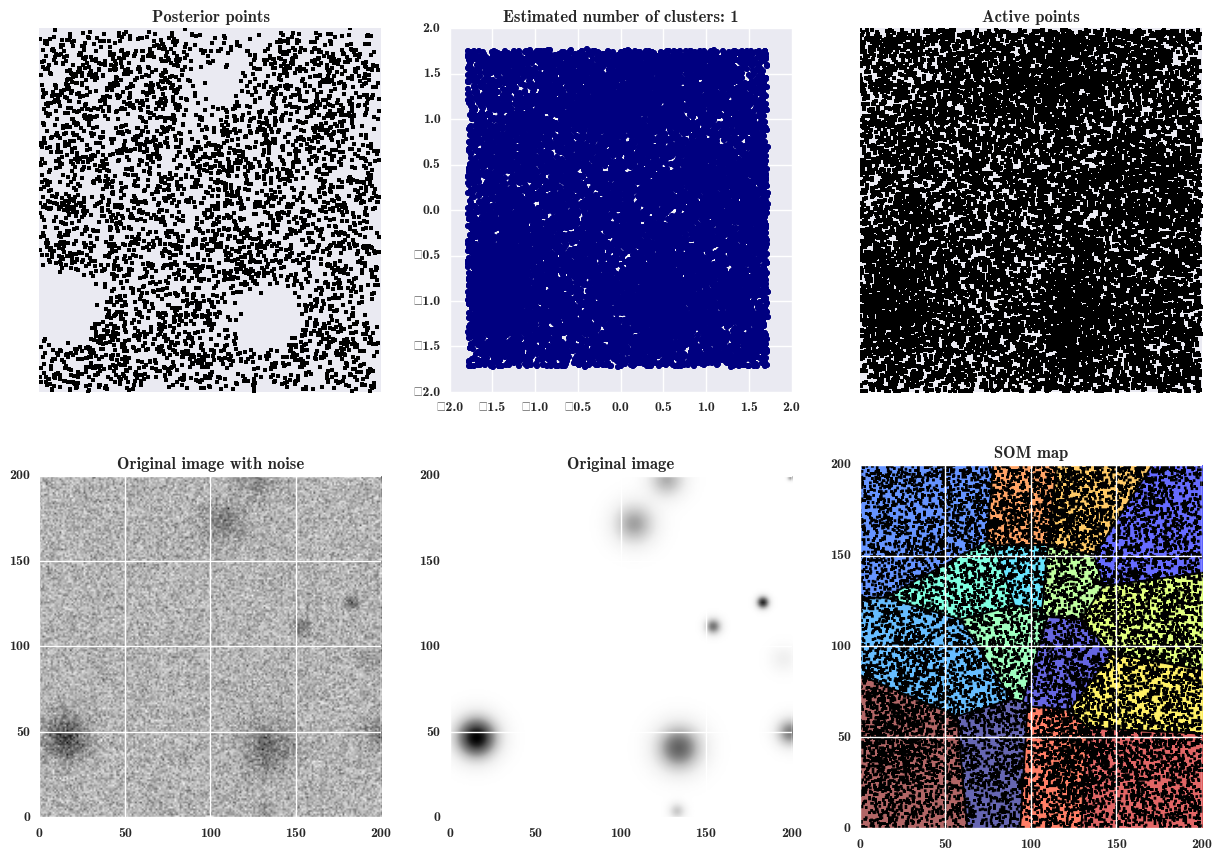 Posterior points
Estimated number of clusters: 1
Active points
2.0
1.5
1.0
0.5
0.0
□0.5
□1.0
□1.5
□2.0
□2.0 □1.5 □1.0 □0.5 0.0 0.5 1.0 1.5 2.0
Original image with noise
Original image
SOM map
200
150
100
50
0
0 50 100 150 200
200
150
100
50
0
0 50 100 150 200
200
150
100
50
0
0 50 100 150 200